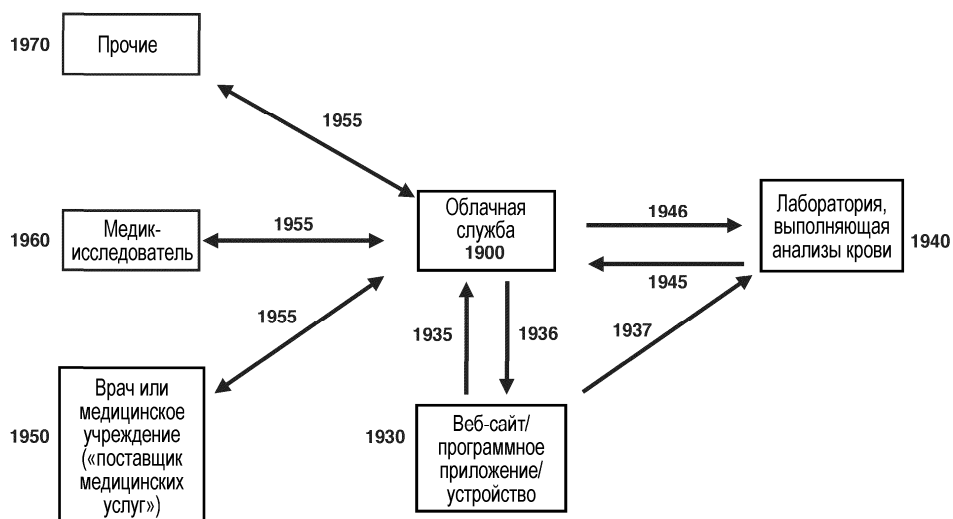 1970
Прочие
1955
1960
Медик-
исследователь
1955
Облачная
служба
1900
1946
1945
Лаборатория,
выполняющая
анализы крови
1940
1955
1935
1936
1937
1950
Врач или
медицинское
учреждение
(«поставщик
медицинских
услуг»)
1930
Веб-сайт/
программное
приложение/
устройство